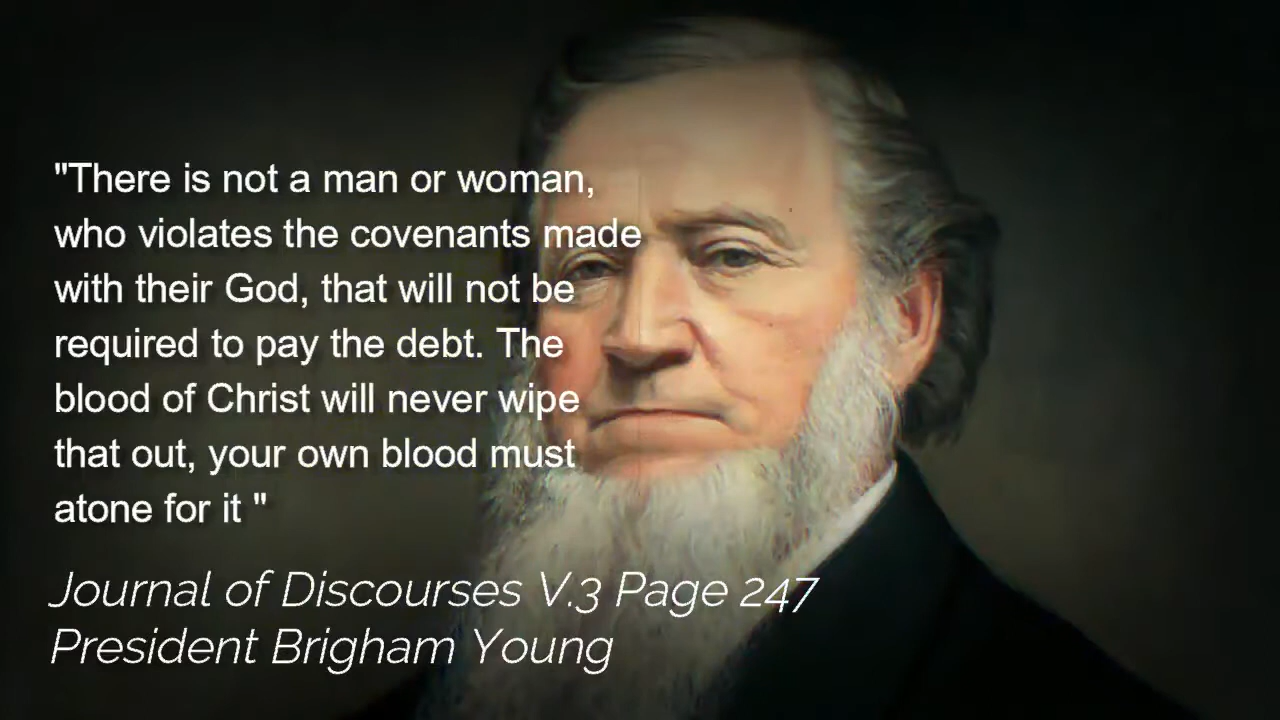 "There is not a man or woman,
who violates the covenants made
with their God, that will not be
required to pay the debt. The
blood of Christ will never wipe
that out, your own blood must
atone for it "
Journal of Discourses V.3 Page 247
President Brigham Young